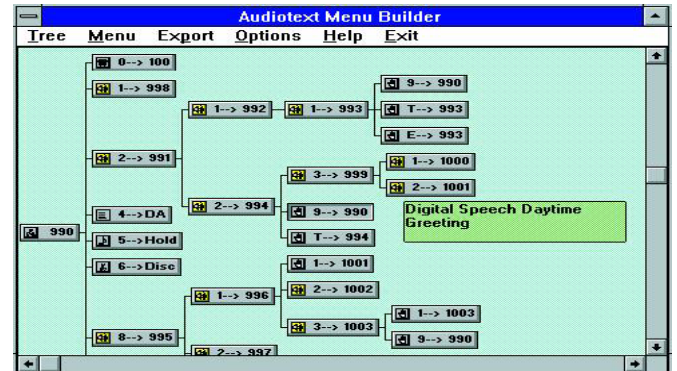 Audiotext Menu Builder
Tree Menu Export Options Help Exit
0--> 100
1--> 998
9--> 990
1--> 992
1--> 993
T--> 993
E--> 993
2--> 991
1--> 1000
3--> 999
2--> 1001
2--> 994
4-->DA
9--> 990
Digital Speech Daytime
Greeting
990
5-->Hold
T--> 994
6-->Disc
1--> 1001
1--> 996
2--> 1002
1--> 1003
3--> 1003
8--> 995
9--> 990
2--> 997